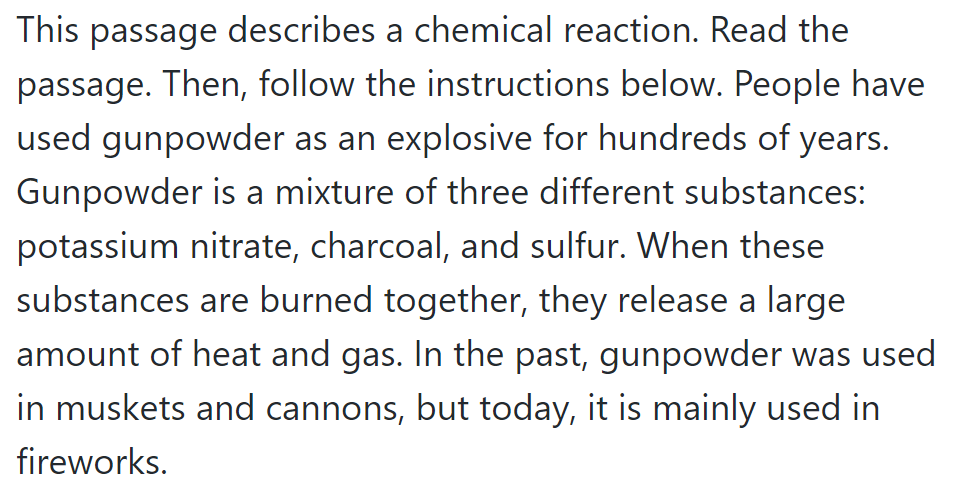 This passage describes a chemical reaction. Read the
passage. Then, follow the instructions below. People have
used gunpowder as an explosive for hundreds of years.
Gunpowder is a mixture of three different substances:
potassium nitrate, charcoal, and sulfur. When these
substances are burned together, they release a large
amount of heat and gas. In the past, gunpowder was used
in muskets and cannons, but today, it is mainly used in
fireworks.